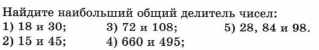 Найдите наибольший общий делитель чисел:
1) 18 и 30; 3) 72 и 108; 5) 28, 84 и 98.
2) 15 и 45; 4) 660 и 495;